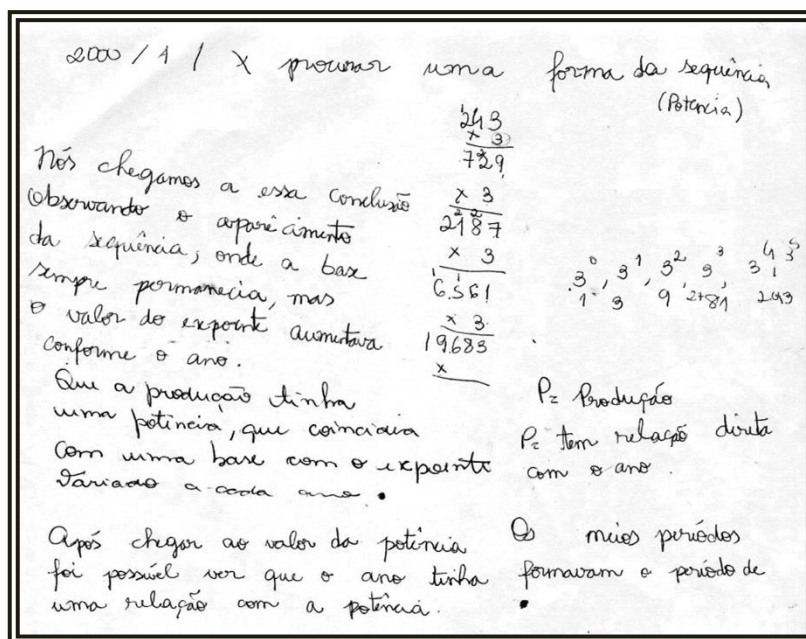 2000 / 1 / X procurar uma forma da sequência
(Potencia)
243
x 3
729
x 3
2187
x 3
6.561
x 3
19.683
x
Nós chegamos a essa conclusão
observando o aparecimento
da sequência, onde a base
sempre permanecia, mas
o valor do expoente aumentava
conforme o ano.
3⁰, 3¹, 3², 3³, 3⁴, 3⁵
1 3 9, 27 81 243
Que a produção tinha
uma potência, que coincidia
com uma base com o expoente
variado a cada ano.
P= Produção
P= tem relação direta
com o ano.
Após chegar ao valor da potência
foi possível ver que o ano tinha
uma relação com a potência.
Os meios períodos
formavam o período de